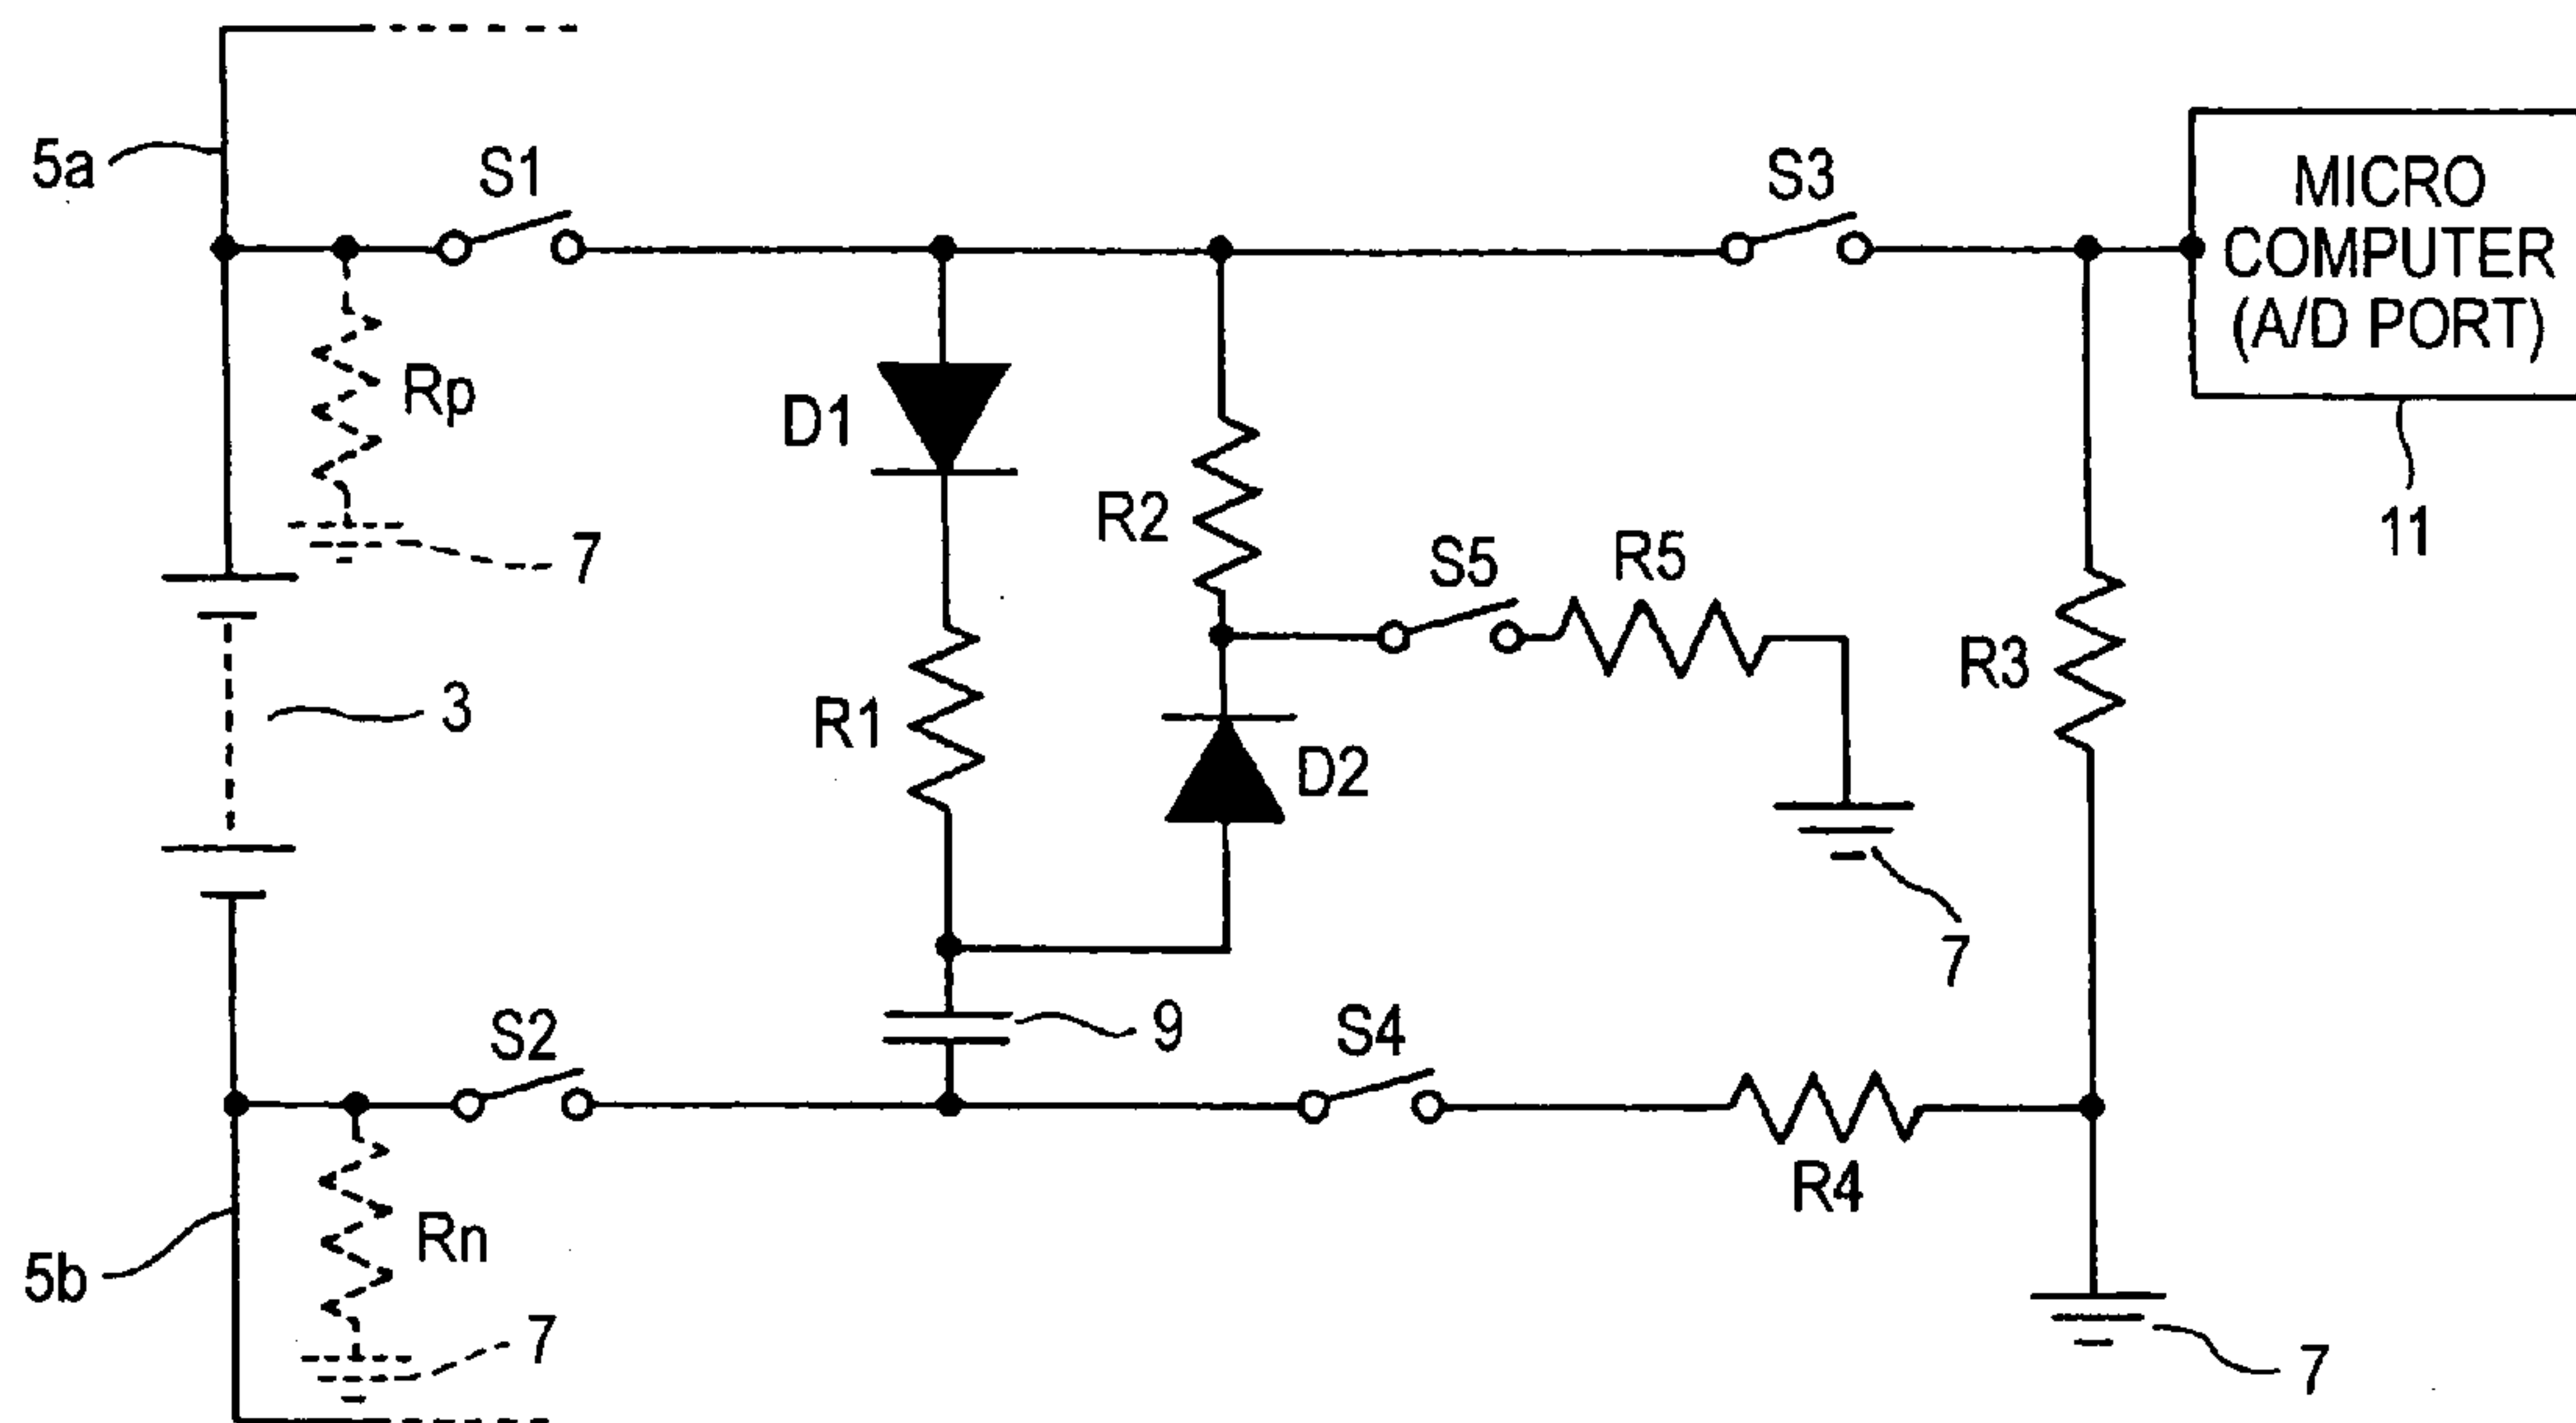 5a
S1
S3
MICRO
COMPUTER
(A/D PORT)
11
Rp
7
D1
R2
S5
R5
R3
3
R1
D2
7
S2
9
S4
R4
5b
Rn
7
7